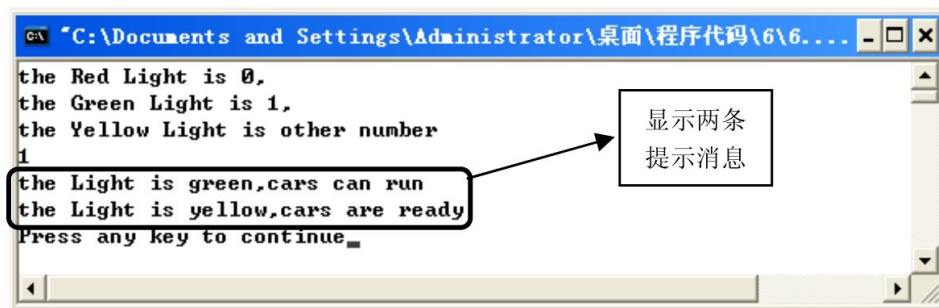 "C:\Documents and Settings\Administrator\桌面\程序代码\6\6....
the Red Light is 0,
the Green Light is 1,
the Yellow Light is other number
1
the Light is green,cars can run
the Light is yellow,cars are ready
Press any key to continue_
显示两条
提示消息